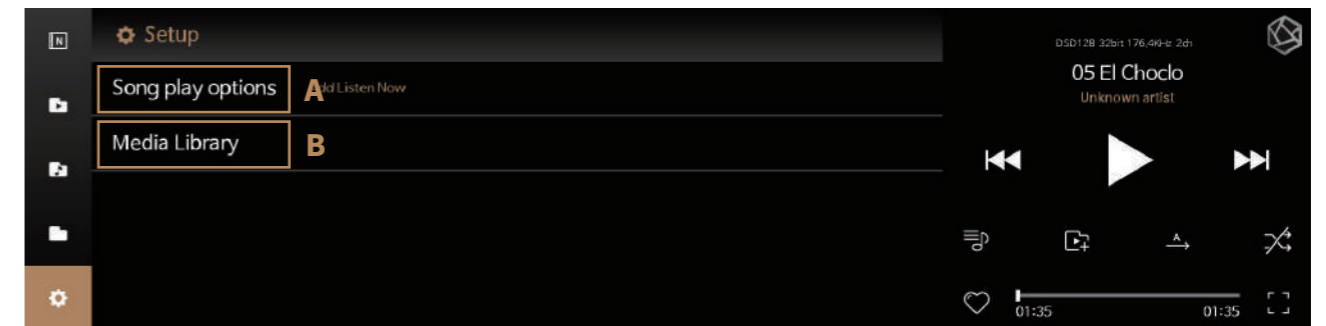 N
Setup
Song play options
A
dd Listen Now
Media Library
B
DSD128 32bit 176,4KHz 2ch
05 El Choclo
Unknown artist
A
01:35
01:35